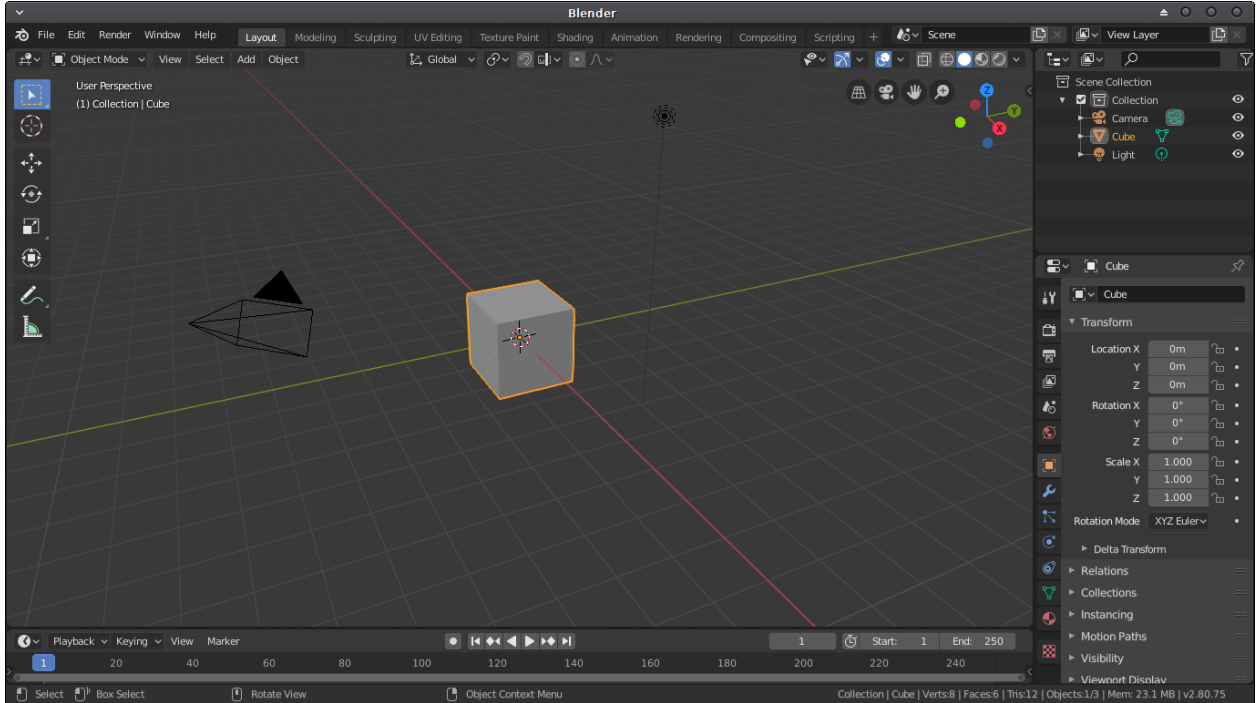 Blender
File Edit Render Window Help Layout Modeling Sculpting UV Editing Texture Paint Shading Animation Rendering Compositing Scripting + Scene View Layer
Object Mode View Select Add Object Global
User Perspective
(1) Collection | Cube
Z
Y
X
Scene Collection
Collection
Camera
Cube
Light
Cube
Cube
Transform
Location X 0m
Y 0m
Z 0m
Rotation X 0°
Y 0°
Z 0°
Scale X 1.000
Y 1.000
Z 1.000
Rotation Mode XYZ Euler
Delta Transform
Relations
Collections
Instancing
Motion Paths
Visibility
Viewport Display
Playback Keying View Marker 1 Start: 1 End: 250
1 20 40 60 80 100 120 140 160 180 200 220 240
Select Box Select Rotate View Object Context Menu Collection | Cube | Verts:8 | Faces:6 | Tris:12 | Objects:1/3 | Mem: 23.1 MB | v2.80.75